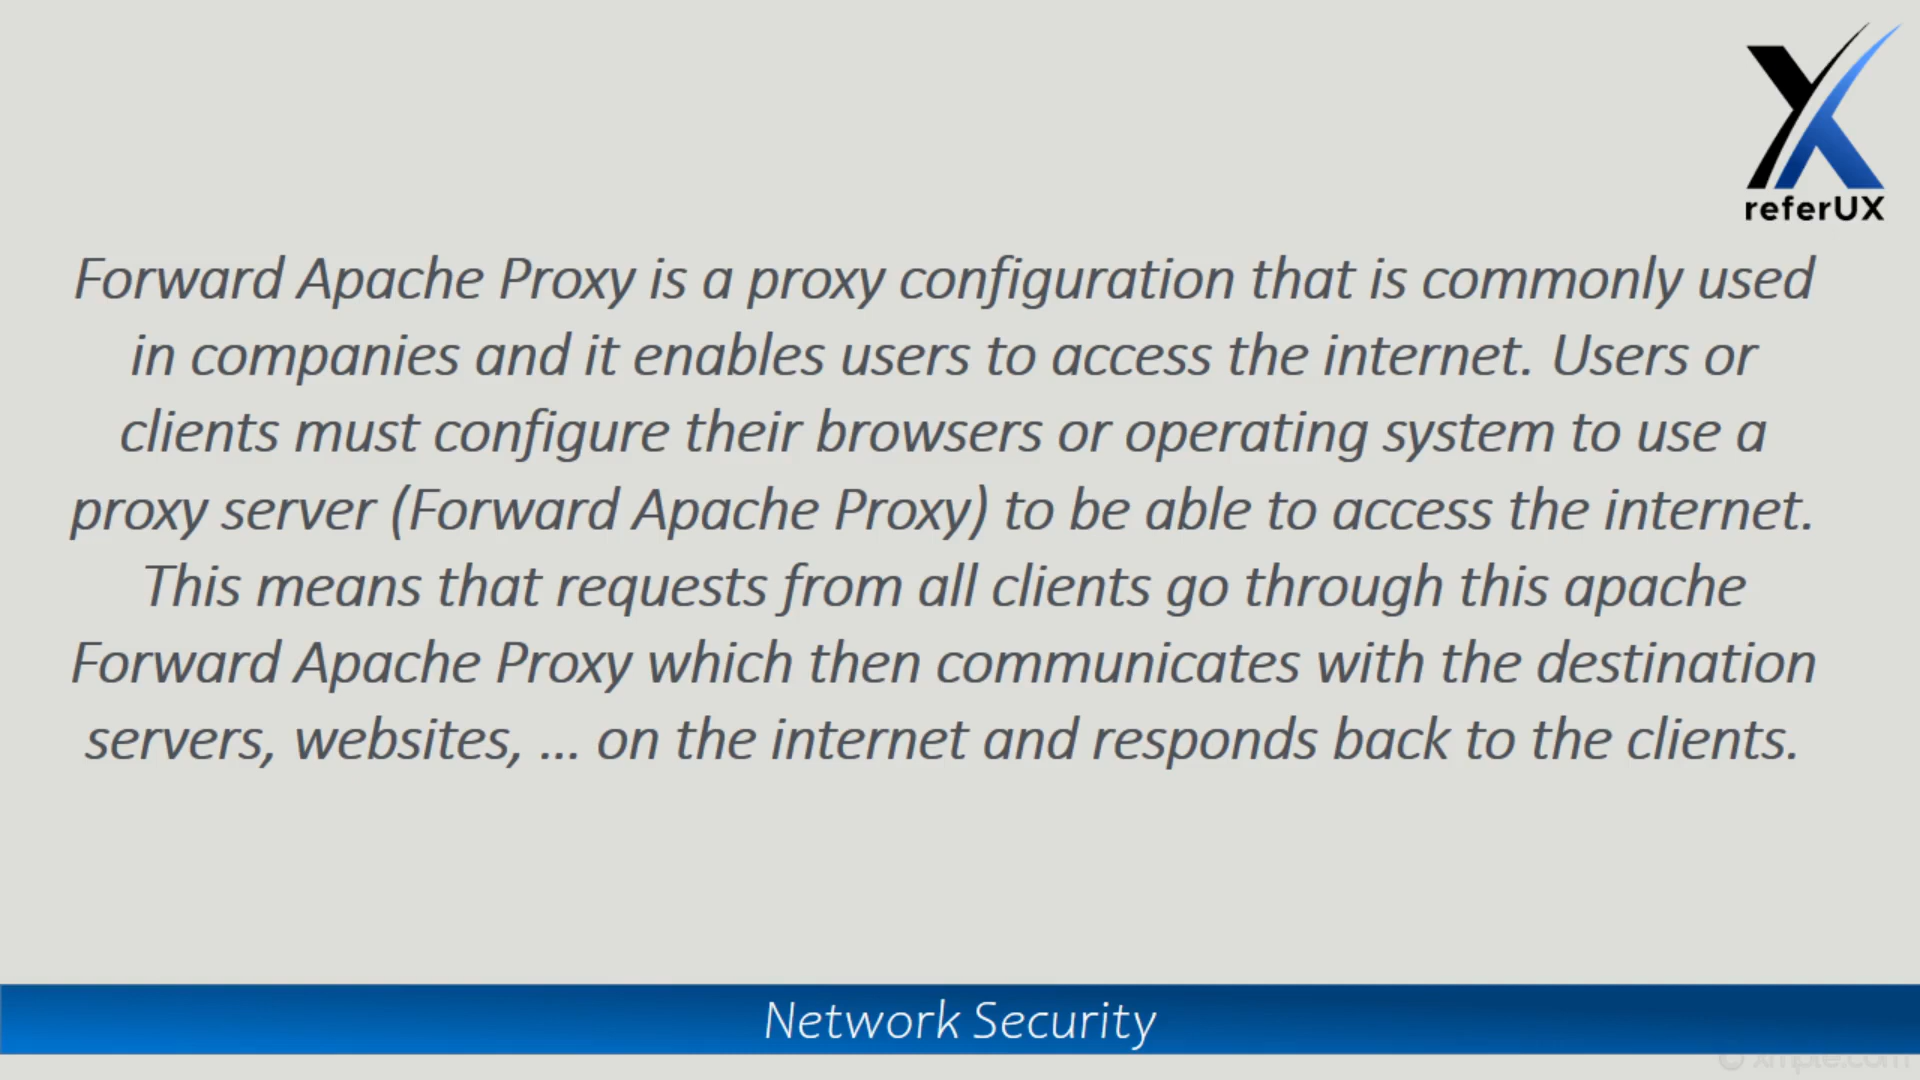 referUX
Forward Apache Proxy is a proxy configuration that is commonly used
in companies and it enables users to access the internet. Users or
clients must configure their browsers or operating system to use a
proxy server (Forward Apache Proxy) to be able to access the internet.
This means that requests from all clients go through this apache
Forward Apache Proxy which then communicates with the destination
servers, websites, ... on the internet and responds back to the clients.
Network Security